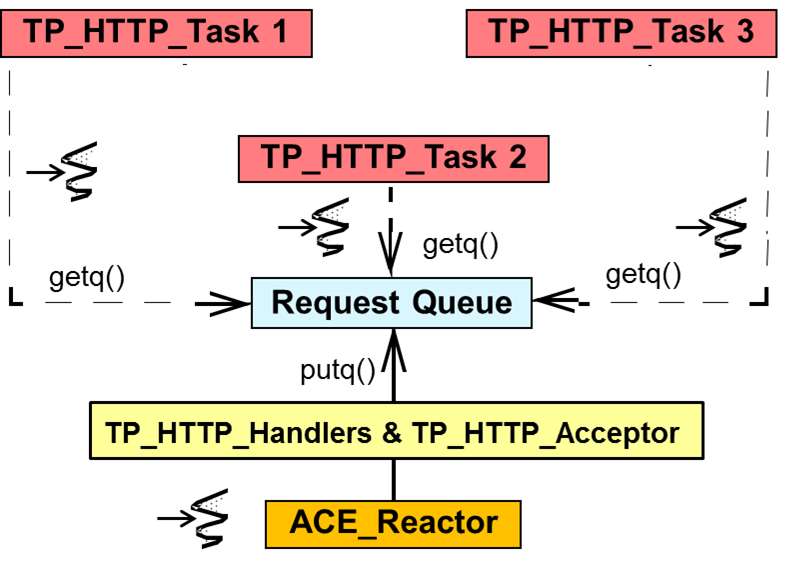 TP_HTTP_Task 1
TP_HTTP_Task 3
TP_HTTP_Task 2
getq()
getq()
getq()
Request Queue
putq()
TP_HTTP_Handlers & TP_HTTP_Acceptor
ACE_Reactor